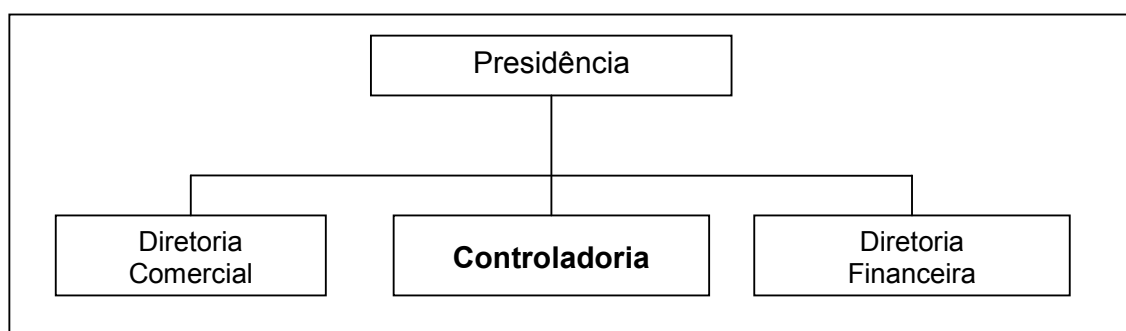 Presidência
Diretoria
Comercial
Controladoria
Diretoria
Financeira